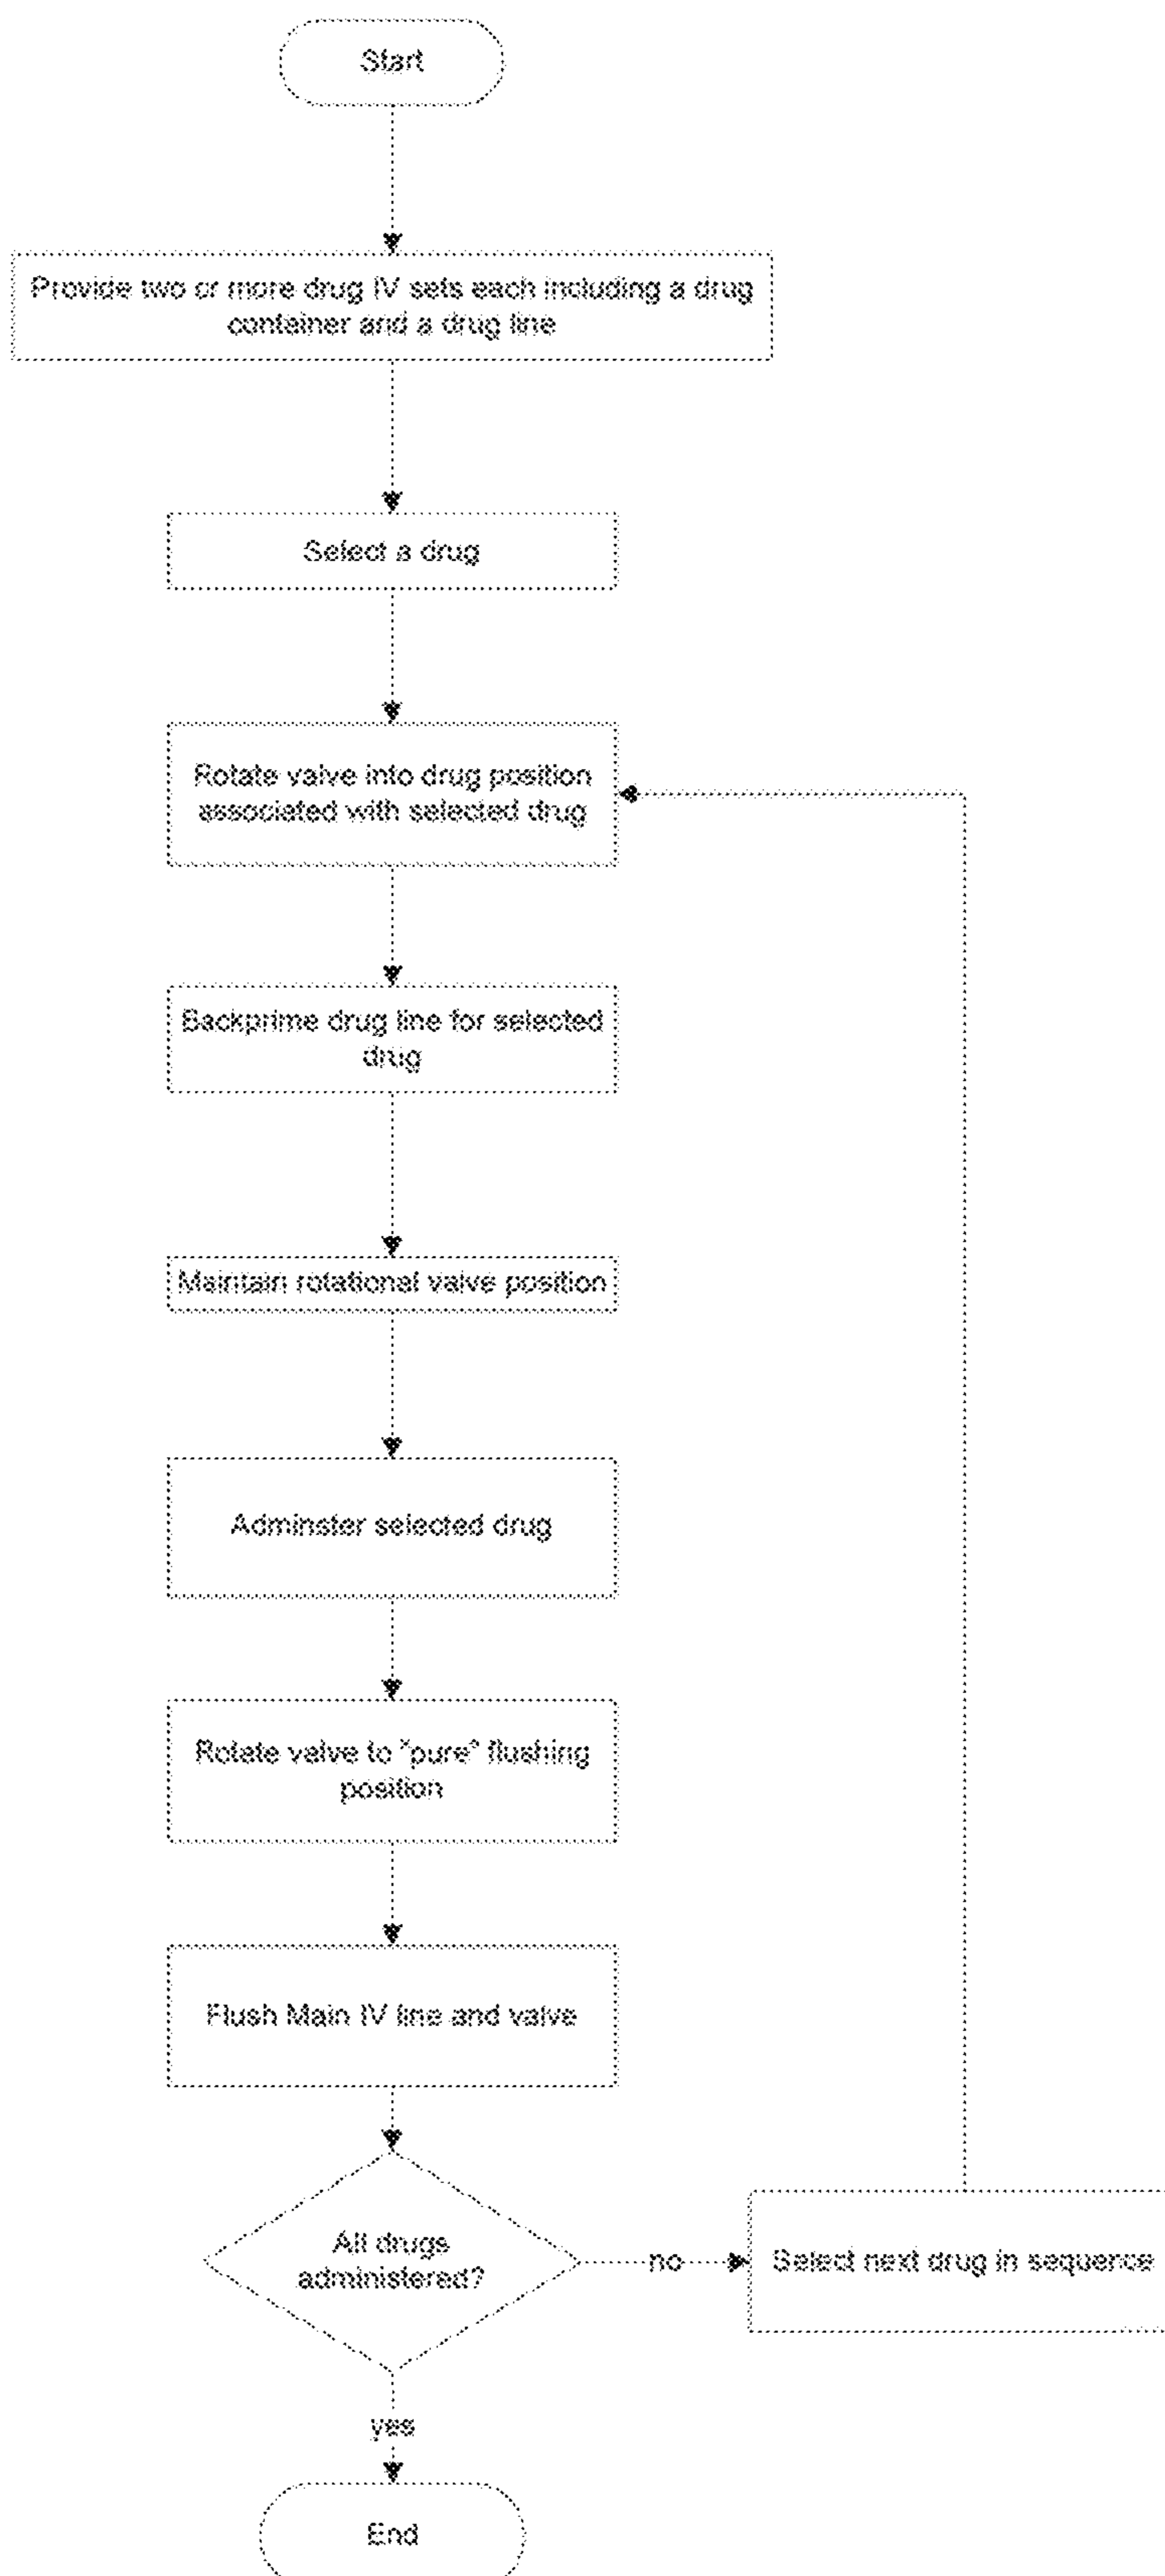 Start
Provide two or more drug IV sets each including a drug
container and a drug line
Select a drug
Rotate valve into drug position
associated with selected drug
Backprime drug line for selected
drug
Maintain rotational valve position
Adminster selected drug
Rotate valve to "pure" flushing
position
Flush Main IV line and valve
All drugs
administered?
no
Select next drug in sequence
yes
End